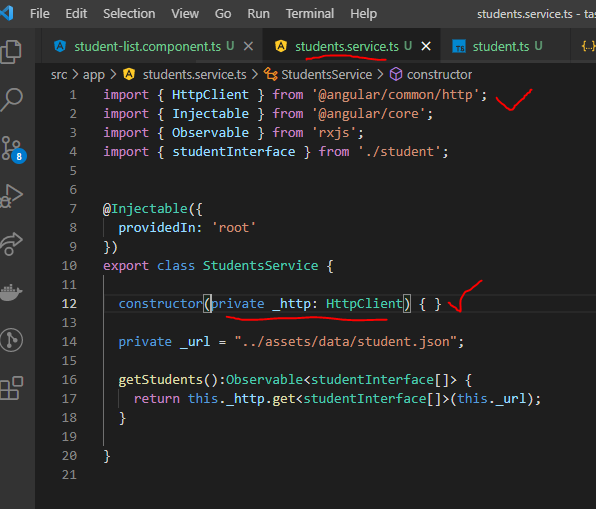 File Edit Selection View Go Run Terminal Help students.service.ts - tas
student-list.component.ts U students.service.ts U student.ts U
src > app > students.service.ts > StudentsService > constructor
1 import { HttpClient } from '@angular/common/http';
2 import { Injectable } from '@angular/core';
3 import { Observable } from 'rxjs';
4 import { studentInterface } from './student';
5
6
7 @Injectable({
8 providedIn: 'root'
9 })
10 export class StudentsService {
11
12 constructor(private _http: HttpClient) { }
13
14 private _url = "../assets/data/student.json";
15
16 getStudents():Observable<studentInterface[]> {
17 return this._http.get<studentInterface[]>(this._url);
18 }
19
20 }
21
8